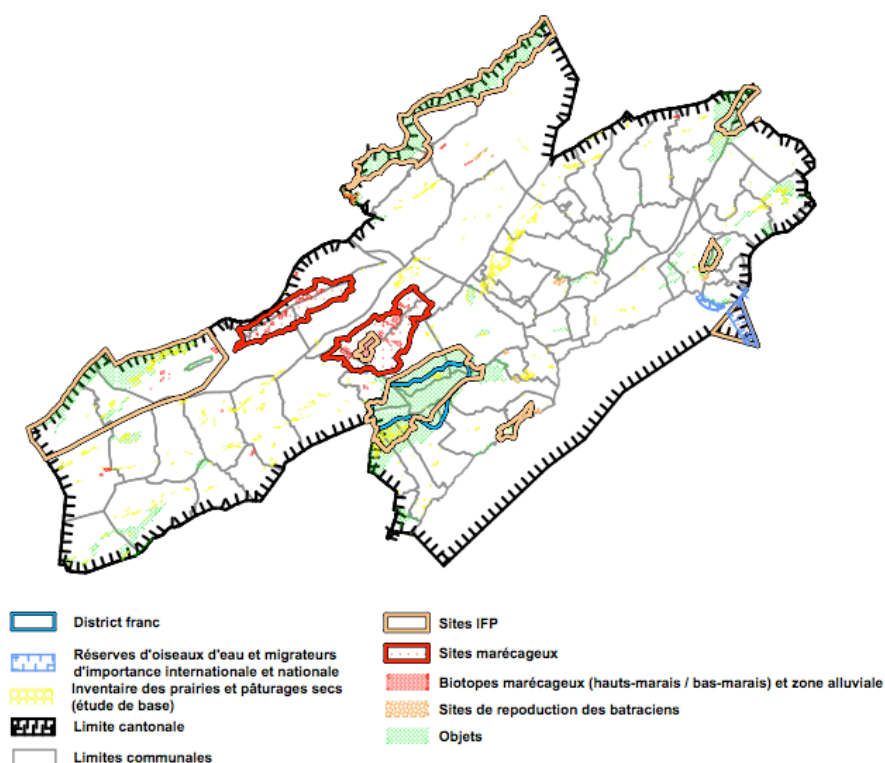 District franc
Réserves d'oiseaux d'eau et migrateurs
d'importance internationale et nationale
Inventaire des prairies et pâturages secs
(étude de base)
Limite cantonale
Limites communales
Sites IFP
Sites marécageux
Biotopes marécageux (hauts-marais / bas-marais) et zone alluviale
Sites de repoduction des batraciens
Objets